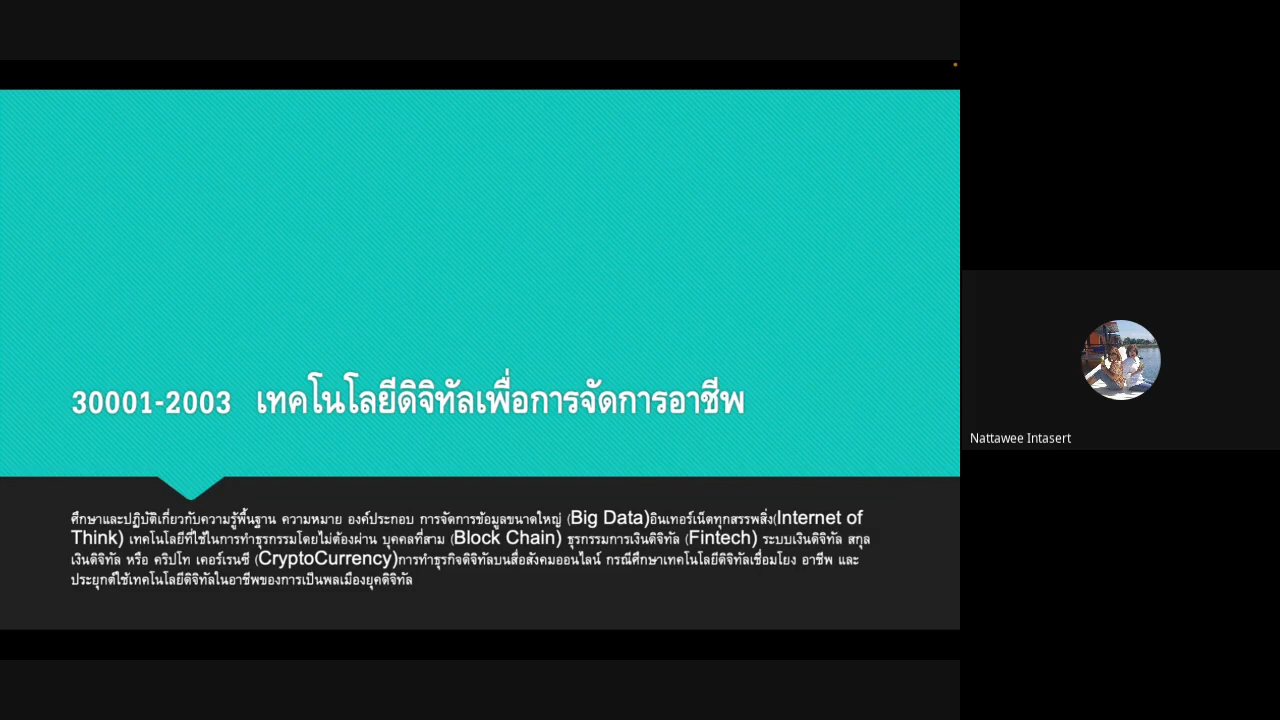 30001-2003 เทคโนโลยีดิจิทัลเพื่อการจัดการอาชีพ
ศึกษาและปฏิบัติเกี่ยวกับความรู้พื้นฐาน ความหมาย องค์ประกอบ การจัดการข้อมูลขนาดใหญ่ (Big Data)อินเทอร์เน็ตทุกสรรพสิ่ง(Internet of
Think) เทคโนโลยีที่ใช้ในการทำธุรกรรมโดยไม่ต้องผ่าน บุคคลที่สาม (Block Chain) ธุรกรรมการเงินดิจิทัล (Fintech) ระบบเงินดิจิทัล สกุล
เงินดิจิทัล หรือ คริปโท เคอร์เรนซี (CryptoCurrency)การทำธุรกิจดิจิทัลบนสื่อสังคมออนไลน์ กรณีศึกษาเทคโนโลยีดิจิทัลเชื่อมโยง อาชีพ และ
ประยุกต์ใช้เทคโนโลยีดิจิทัลในอาชีพของการเป็นพลเมืองยุคดิจิทัล
Nattawee Intasert